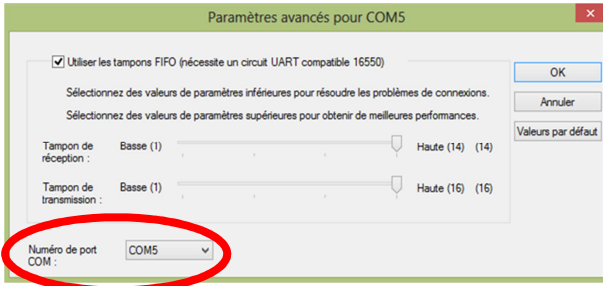 Paramètres avancés pour COM5
Utiliser les tampons FIFO (nécessite un circuit UART compatible 16550)
OK
Sélectionnez des valeurs de paramètres inférieures pour résoudre les problèmes de connexions.
Annuler
Sélectionnez des valeurs de paramètres supérieures pour obtenir de meilleures performances.
Valeurs par défaut
Tampon de réception : Basse (1) Haute (14) (14)
Tampon de transmission : Basse (1) Haute (16) (16)
Numéro de port COM : COM5